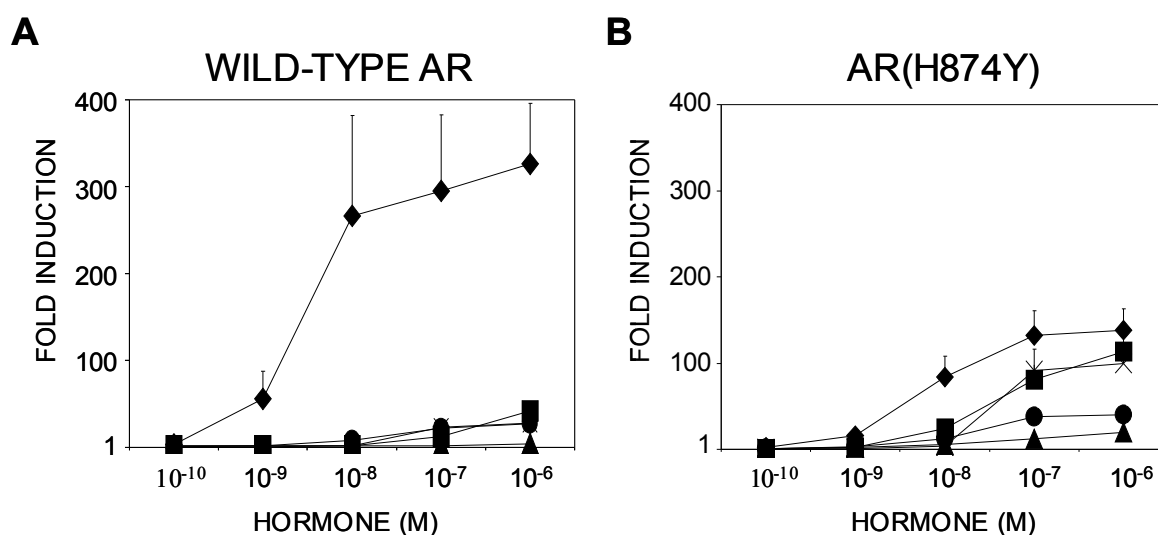 A
WILD-TYPE AR
400
300
200
100
1
FOLD INDUCTION
10-10 10-9 10-8 10-7 10-6
HORMONE (M)
B
AR(H874Y)
400
300
200
100
1
FOLD INDUCTION
10-10 10-9 10-8 10-7 10-6
HORMONE (M)